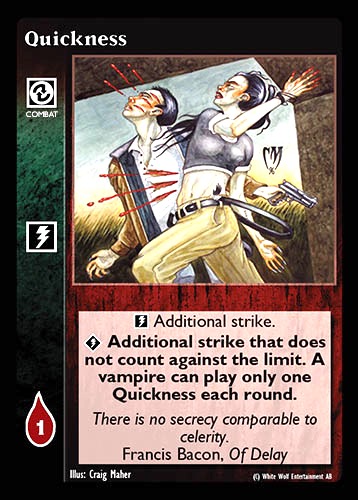 Quickness
COMBAT
Additional strike.
Additional strike that does
not count against the limit. A
vampire can play only one
Quickness each round.
There is no secrecy comparable to
celerity.
Francis Bacon, Of Delay
1
Illus: Craig Maher
(C) White Wolf Entertainment AB
CM